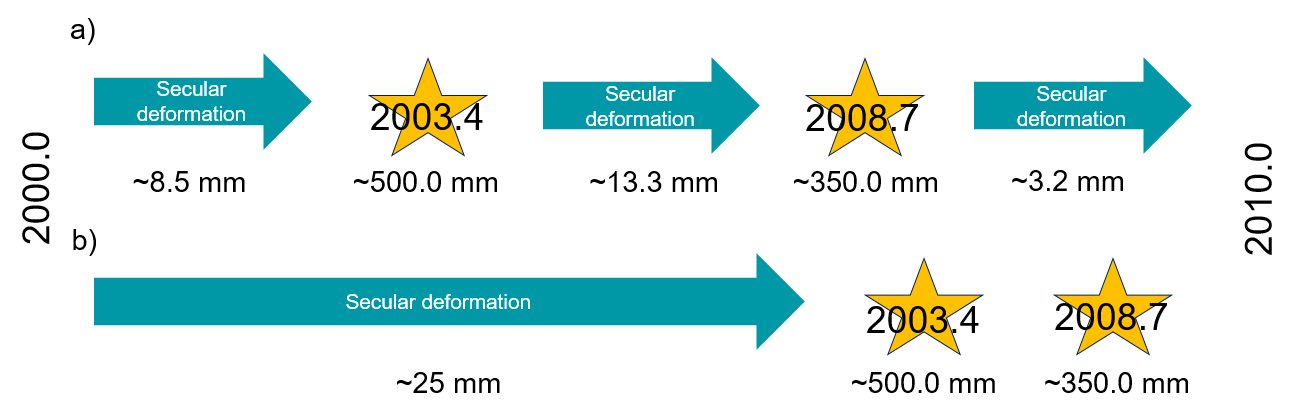 a)
Secular
deformation
2003.4
Secular
deformation
2008.7
Secular
deformation
~8.5 mm
~500.0 mm
~13.3 mm
~350.0 mm
~3.2 mm
2000.0
2010.0
b)
Secular deformation
2003.4
2008.7
~25 mm
~500.0 mm
~350.0 mm